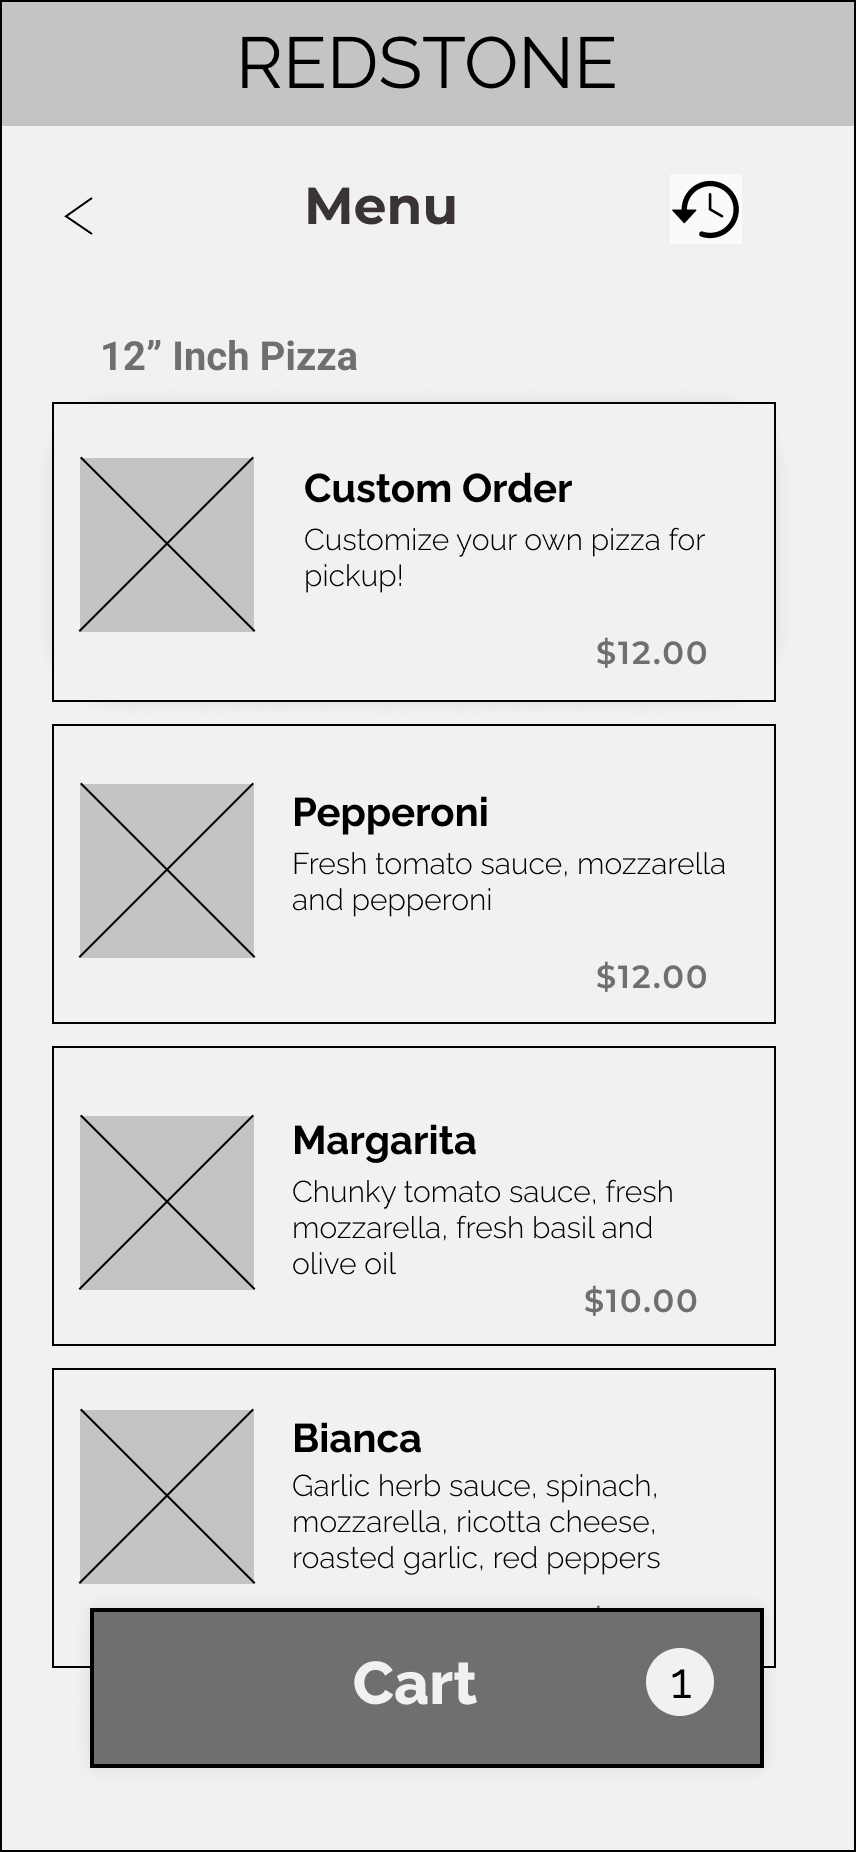 REDSTONE
Menu
12” Inch Pizza
Custom Order
Customize your own pizza for
pickup!
$12.00
Pepperoni
Fresh tomato sauce, mozzarella
and pepperoni
$12.00
Margarita
Chunky tomato sauce, fresh
mozzarella, fresh basil and
olive oil
$10.00
Bianca
Garlic herb sauce, spinach,
mozzarella, ricotta cheese,
roasted garlic, red peppers
Cart
1